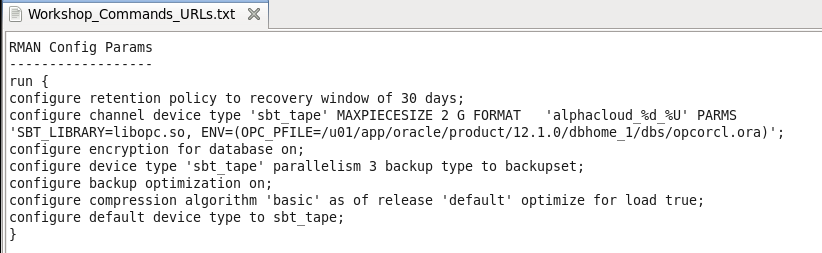 Workshop_Commands_URLs.txt
RMAN Config Params
------------------
run {
configure retention policy to recovery window of 30 days;
configure channel device type 'sbt_tape' MAXPIECESIZE 2 G FORMAT   'alphacloud_%d_%U' PARMS
'SBT_LIBRARY=libopc.so, ENV=(OPC_PFILE=/u01/app/oracle/product/12.1.0/dbhome_1/dbs/opcorcl.ora)';
configure encryption for database on;
configure device type 'sbt_tape' parallelism 3 backup type to backupset;
configure backup optimization on;
configure compression algorithm 'basic' as of release 'default' optimize for load true;
configure default device type to sbt_tape;
}